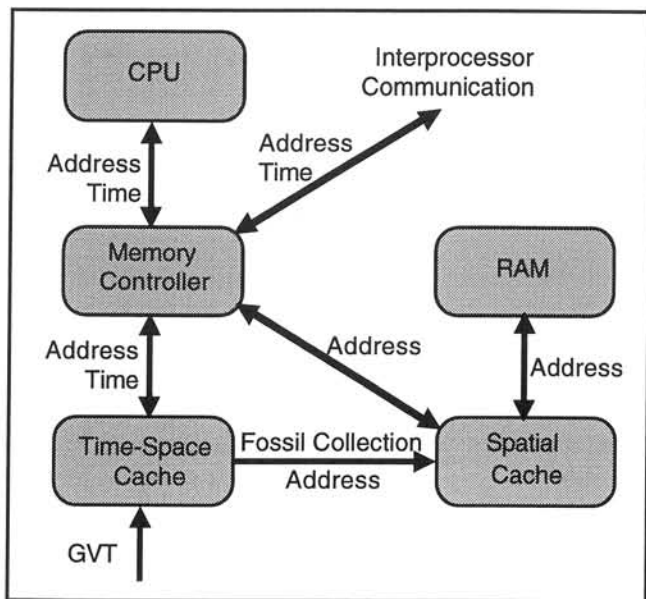 CPU
Interprocessor
Communication
Address
Time
Address
Time
Memory
Controller
RAM
Address
Time
Address
Address
Time-Space
Cache
Fossil Collection
Address
Spatial
Cache
GVT